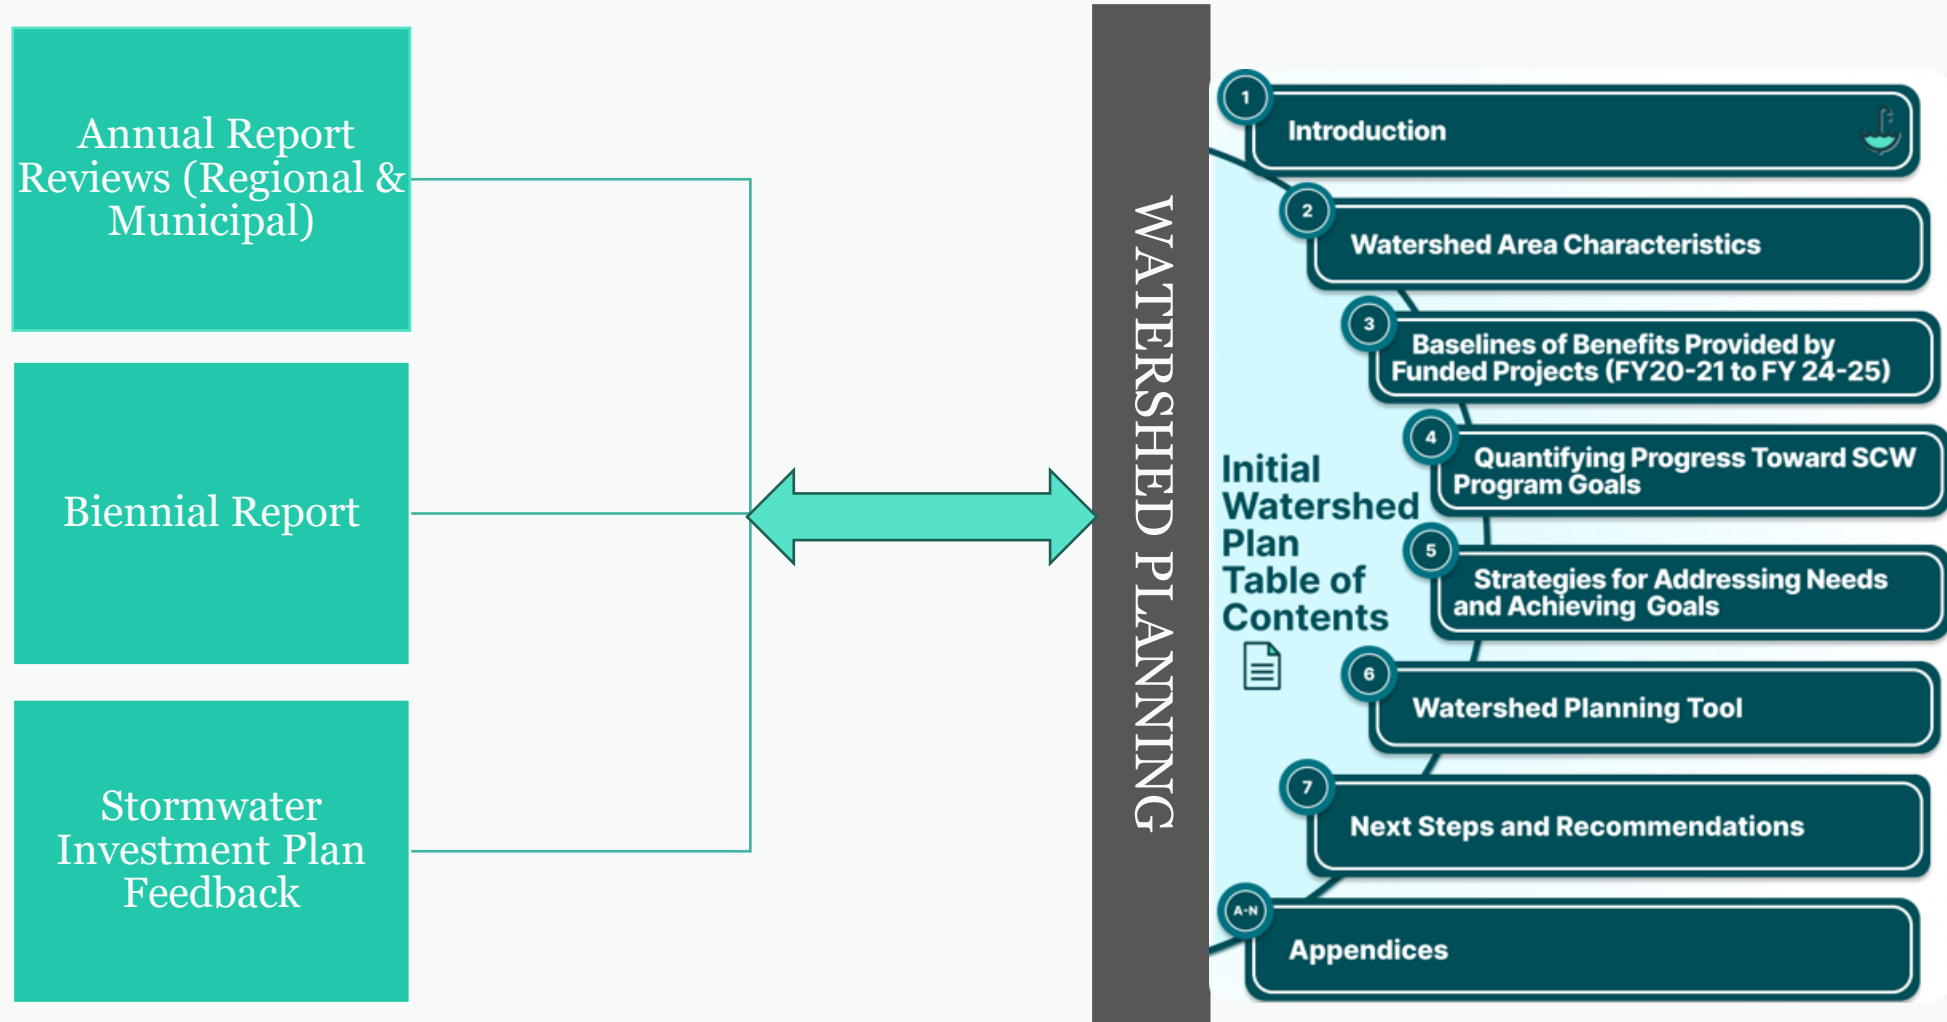 Annual Report
Reviews (Regional &
Municipal)
Biennial Report
Stormwater
Investment Plan
Feedback
WATERSHED PLANNING
Initial
Watershed
Plan
Table of
Contents
1
Introduction
2
Watershed Area Characteristics
3
Baselines of Benefits Provided by
Funded Projects (FY20-21 to FY 24-25)
4
Quantifying Progress Toward SCW
Program Goals
5
Strategies for Addressing Needs
and Achieving Goals
6
Watershed Planning Tool
7
Next Steps and Recommendations
A-N
Appendices